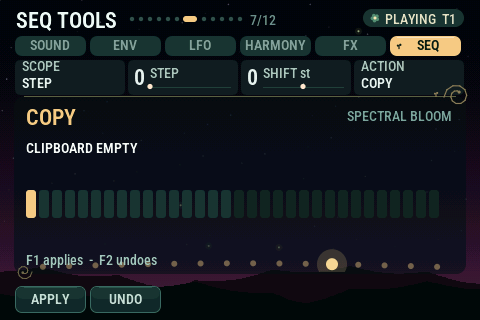 SEQ TOOLS 7/12 PLAYING T1
SOUND ENV LFO HARMONY FX SEQ
SCOPE 0 STEP 0 SHIFT st ACTION
STEP COPY
COPY SPECTRAL BLOOM
CLIPBOARD EMPTY
F1 applies - F2 undoes
APPLY UNDO